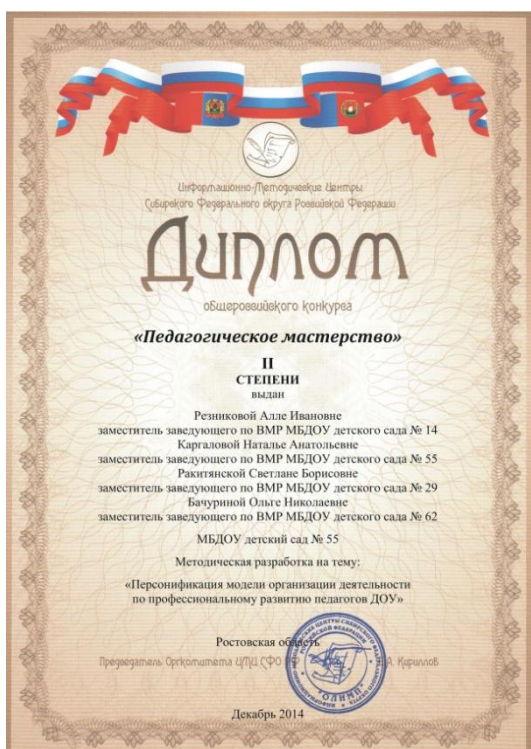 Информационно-Методические Центры
Сибирского Федерального округа Российской Федерации
Диплом
общероссийского конкурса
«Педагогическое мастерство»
II
СТЕПЕНИ
выдан
Резниковой Алле Ивановне
заместитель заведующего по ВМР МБДОУ детского сада № 14
Каргаловой Наталье Анатольевне
заместитель заведующего по ВМР МБДОУ детского сада № 55
Ракитянской Светлане Борисовне
заместитель заведующего по ВМР МБДОУ детского сада № 29
Бачуриной Ольге Николаевне
заместитель заведующего по ВМР МБДОУ детского сада № 62
МБДОУ детский сад № 55
Методическая разработка на тему:
«Персонификация модели организации деятельности
по профессиональному развитию педагогов ДОУ»
Ростовская область
Председатель Оргкомитета ИМЦ СФО РФ А. Кириллов
ОЛИМП
Декабрь 2014